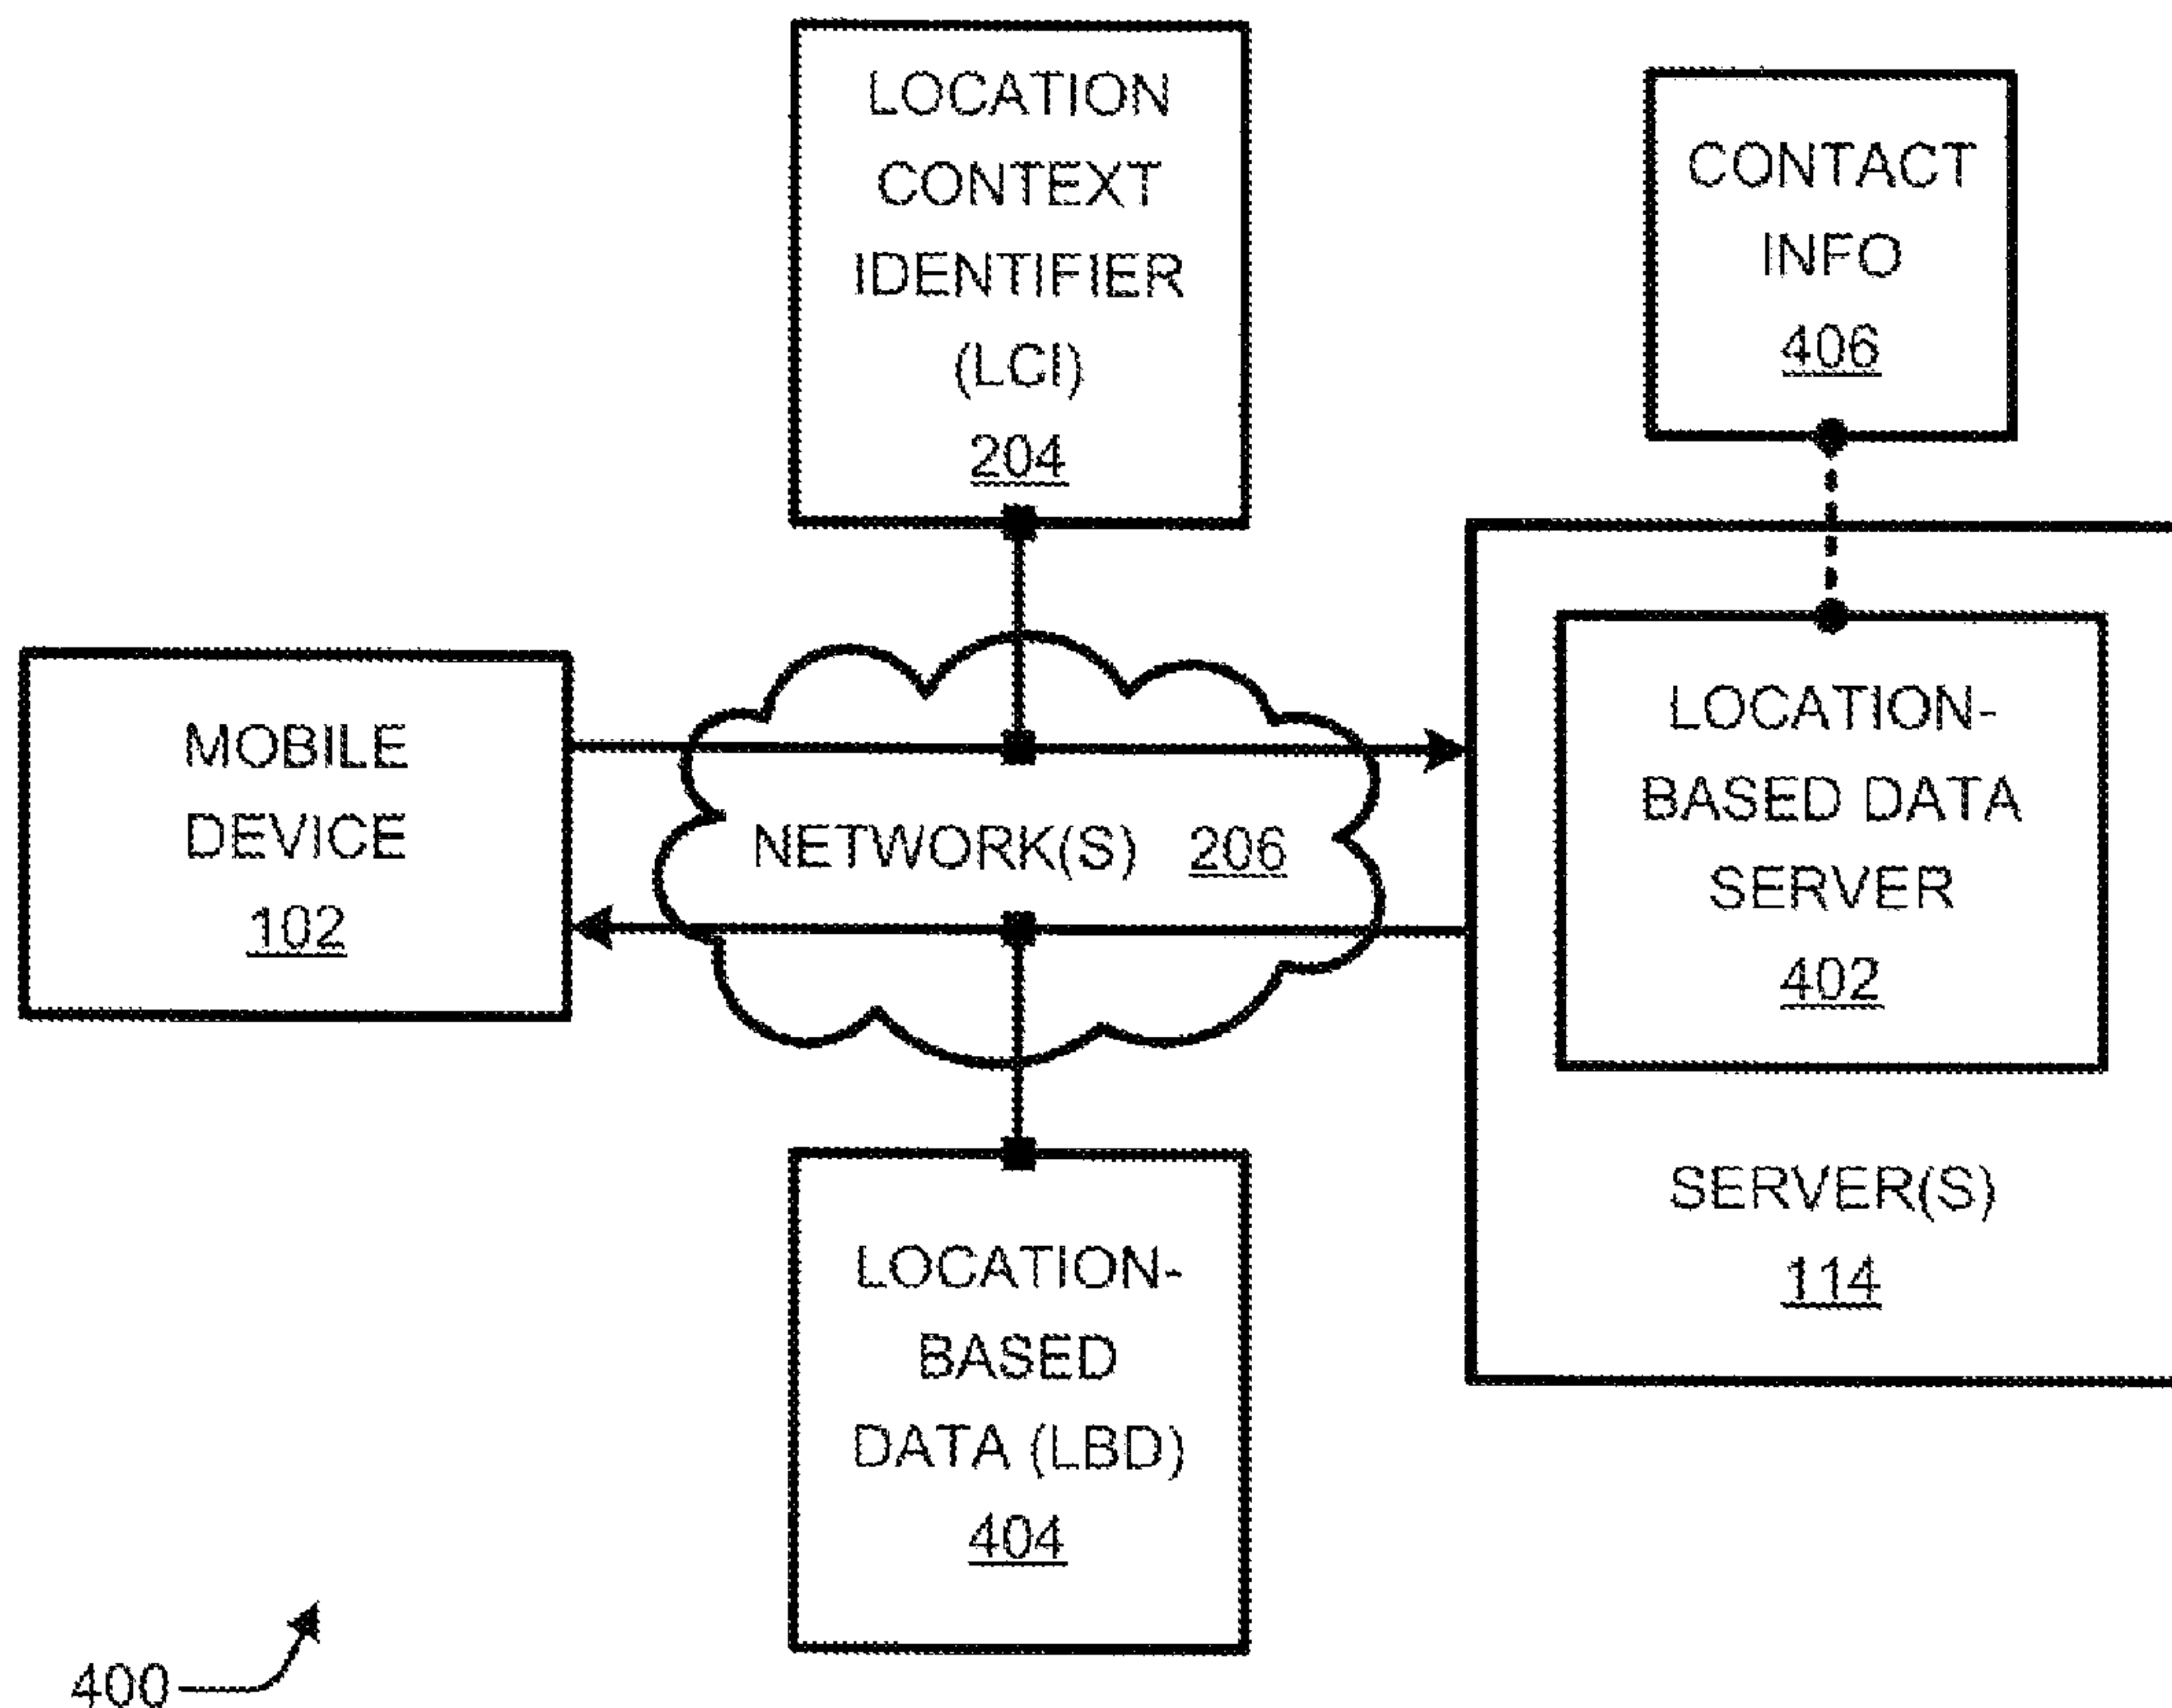 LOCATION
CONTEXT
IDENTIFIER
(LCI)
204
CONTACT
INFO
406
MOBILE
DEVICE
102
NETWORK(S) 206
LOCATION-
BASED DATA
SERVER
402
SERVER(S)
114
LOCATION-
BASED
DATA (LBD)
404
400